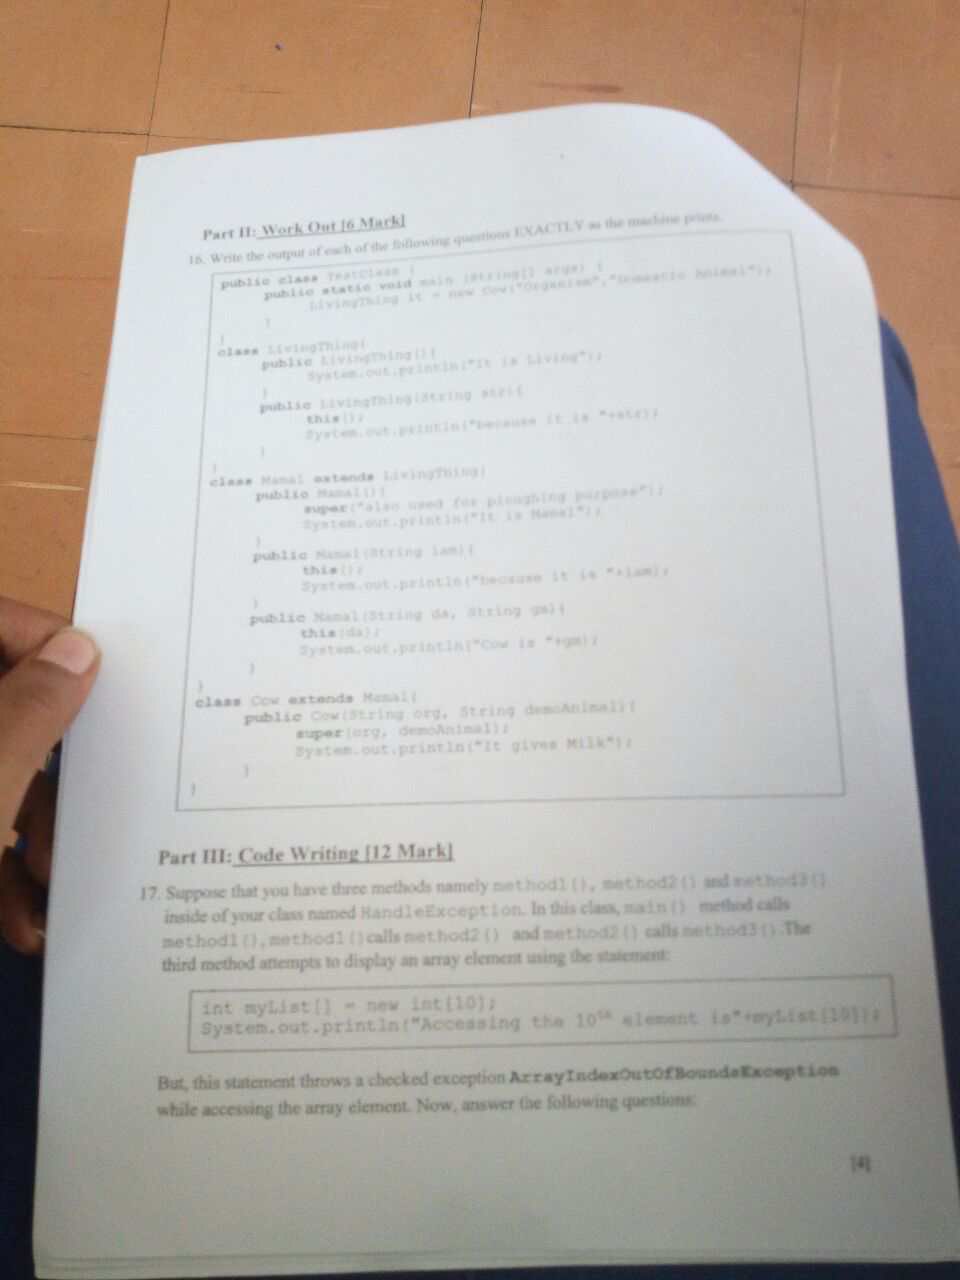 Part II: Work Out [6 Mark]
16. Write the output of each of the following questions EXACTLY as the machine prints.
public class TestClass {
public static void main (String[] args) {
LivingThing it = new Cow("Organism","Domestic Animal");
}
}
class LivingThing{
public LivingThing(){
System.out.println("It is Living");
}
public LivingThing(String str){
this();
System.out.println("because it is "+str);
}
}
class Mamal extends LivingThing{
public Mamal(){
super("also used for ploughing purpose");
System.out.println("It is Mamal");
}
public Mamal(String iam){
this();
System.out.println("because it is "+iam);
}
public Mamal(String da, String gm){
this(da);
System.out.println("Cow is "+gm);
}
}
class Cow extends Mamal{
public Cow(String org, String demoAnimal){
super(org, demoAnimal);
System.out.println("It gives Milk");
}
}
Part III: Code Writing [12 Mark]
17. Suppose that you have three methods namely method1(), method2() and method3()
inside of your class named HandleException. In this class, main() method calls
method1(), method1() calls method2() and method2() calls method3(). The
third method attempts to display an array element using the statement:
int myList[] = new int[10];
System.out.println("Accessing the 10th element is"+myList[10]);
But, this statement throws a checked exception ArrayIndexOutOfBoundsException
while accessing the array element. Now, answer the following questions:
[4]